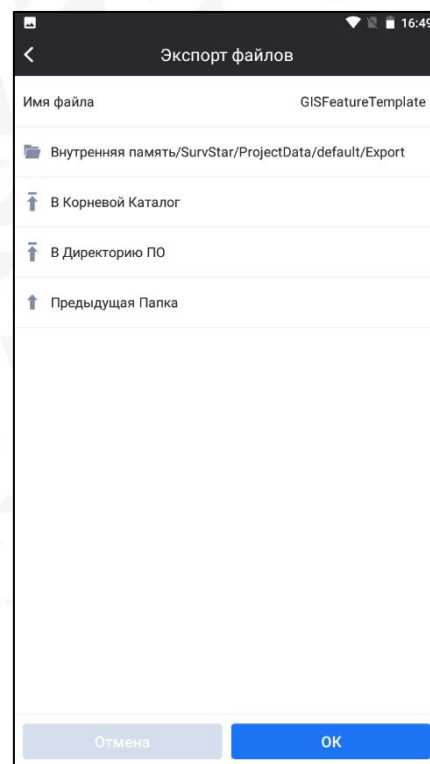 16:49
Экспорт файлов
Имя файла GISFeatureTemplate
Внутренняя память/SurvStar/ProjectData/default/Export
В Корневой Каталог
В Директорию ПО
Предыдущая Папка
Отмена OK